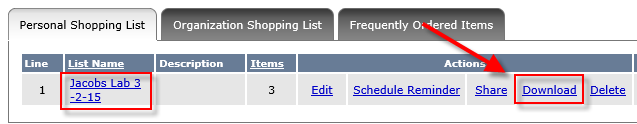 Personal Shopping List Organization Shopping List Frequently Ordered Items
Line List Name Description Items Actions
1 Jacobs Lab 3 3 Edit Schedule Reminder Share Download Delete
-2-15